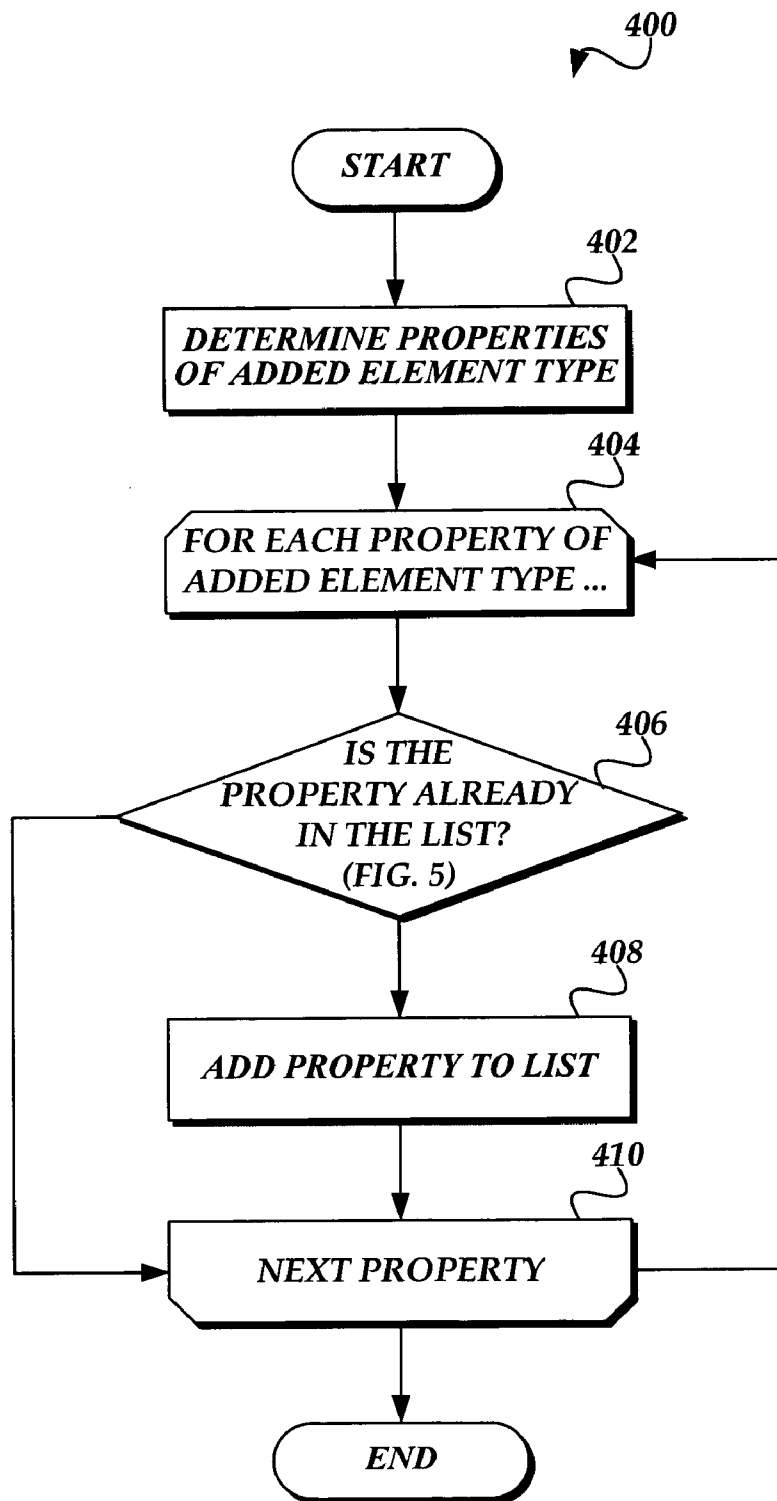 400
START
402
DETERMINE PROPERTIES
OF ADDED ELEMENT TYPE
404
FOR EACH PROPERTY OF
ADDED ELEMENT TYPE ...
406
IS THE
PROPERTY ALREADY
IN THE LIST?
(FIG. 5)
408
ADD PROPERTY TO LIST
410
NEXT PROPERTY
END